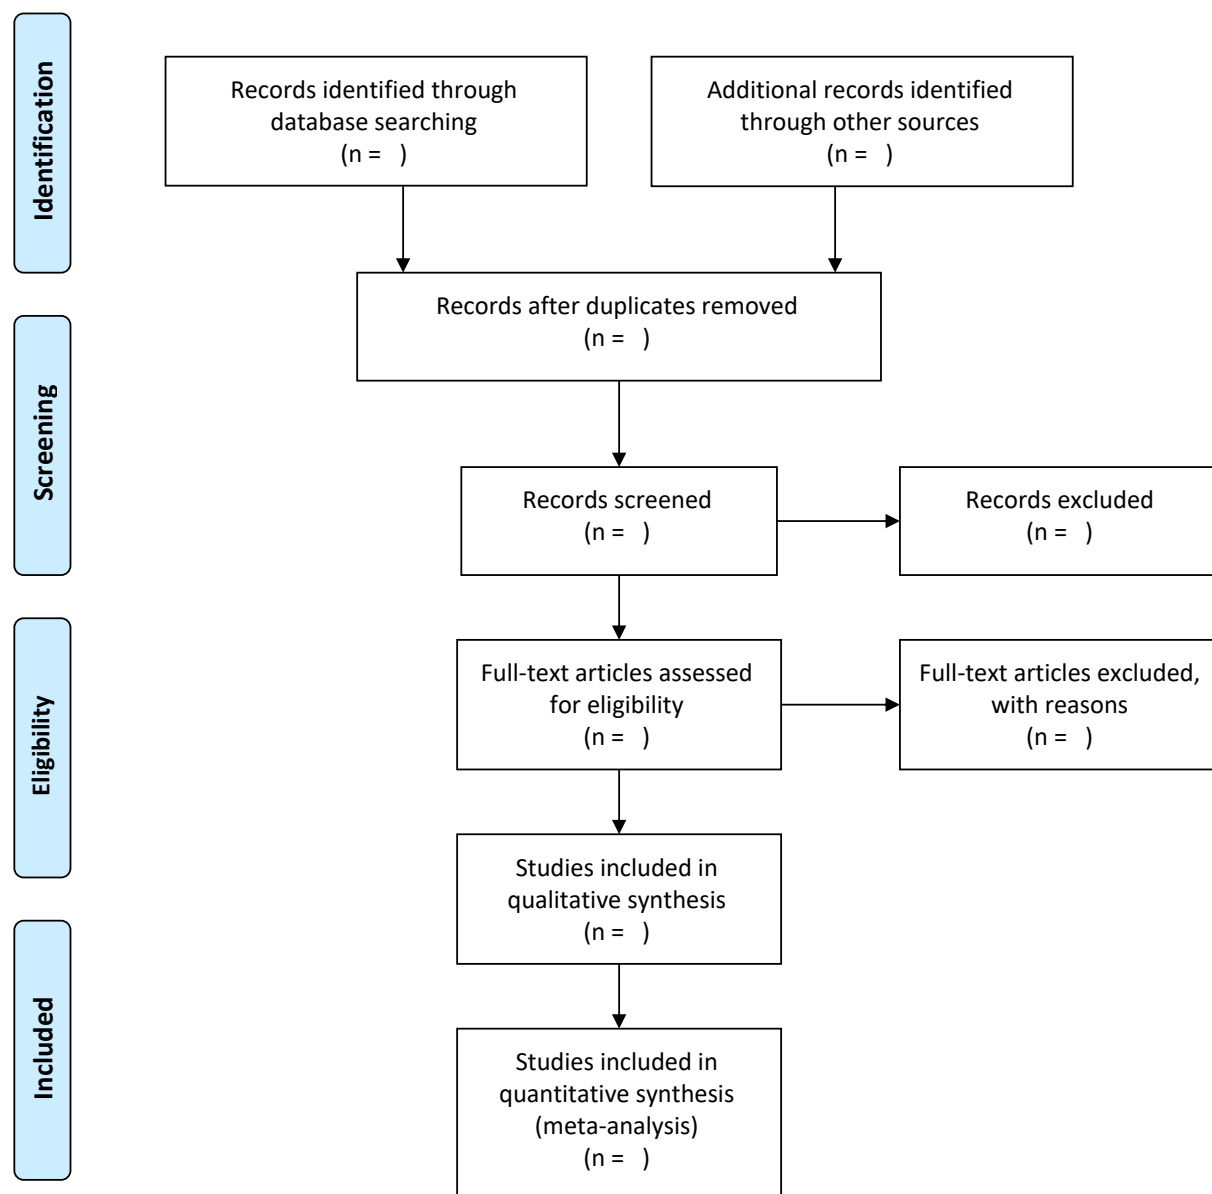 Identification
Records identified through
database searching
(n =   )
Additional records identified
through other sources
(n =   )
Records after duplicates removed
(n =   )
Screening
Records screened
(n =   )
Records excluded
(n =   )
Eligibility
Full-text articles assessed
for eligibility
(n =   )
Full-text articles excluded,
with reasons
(n =   )
Studies included in
qualitative synthesis
(n =   )
Included
Studies included in
quantitative synthesis
(meta-analysis)
(n =   )